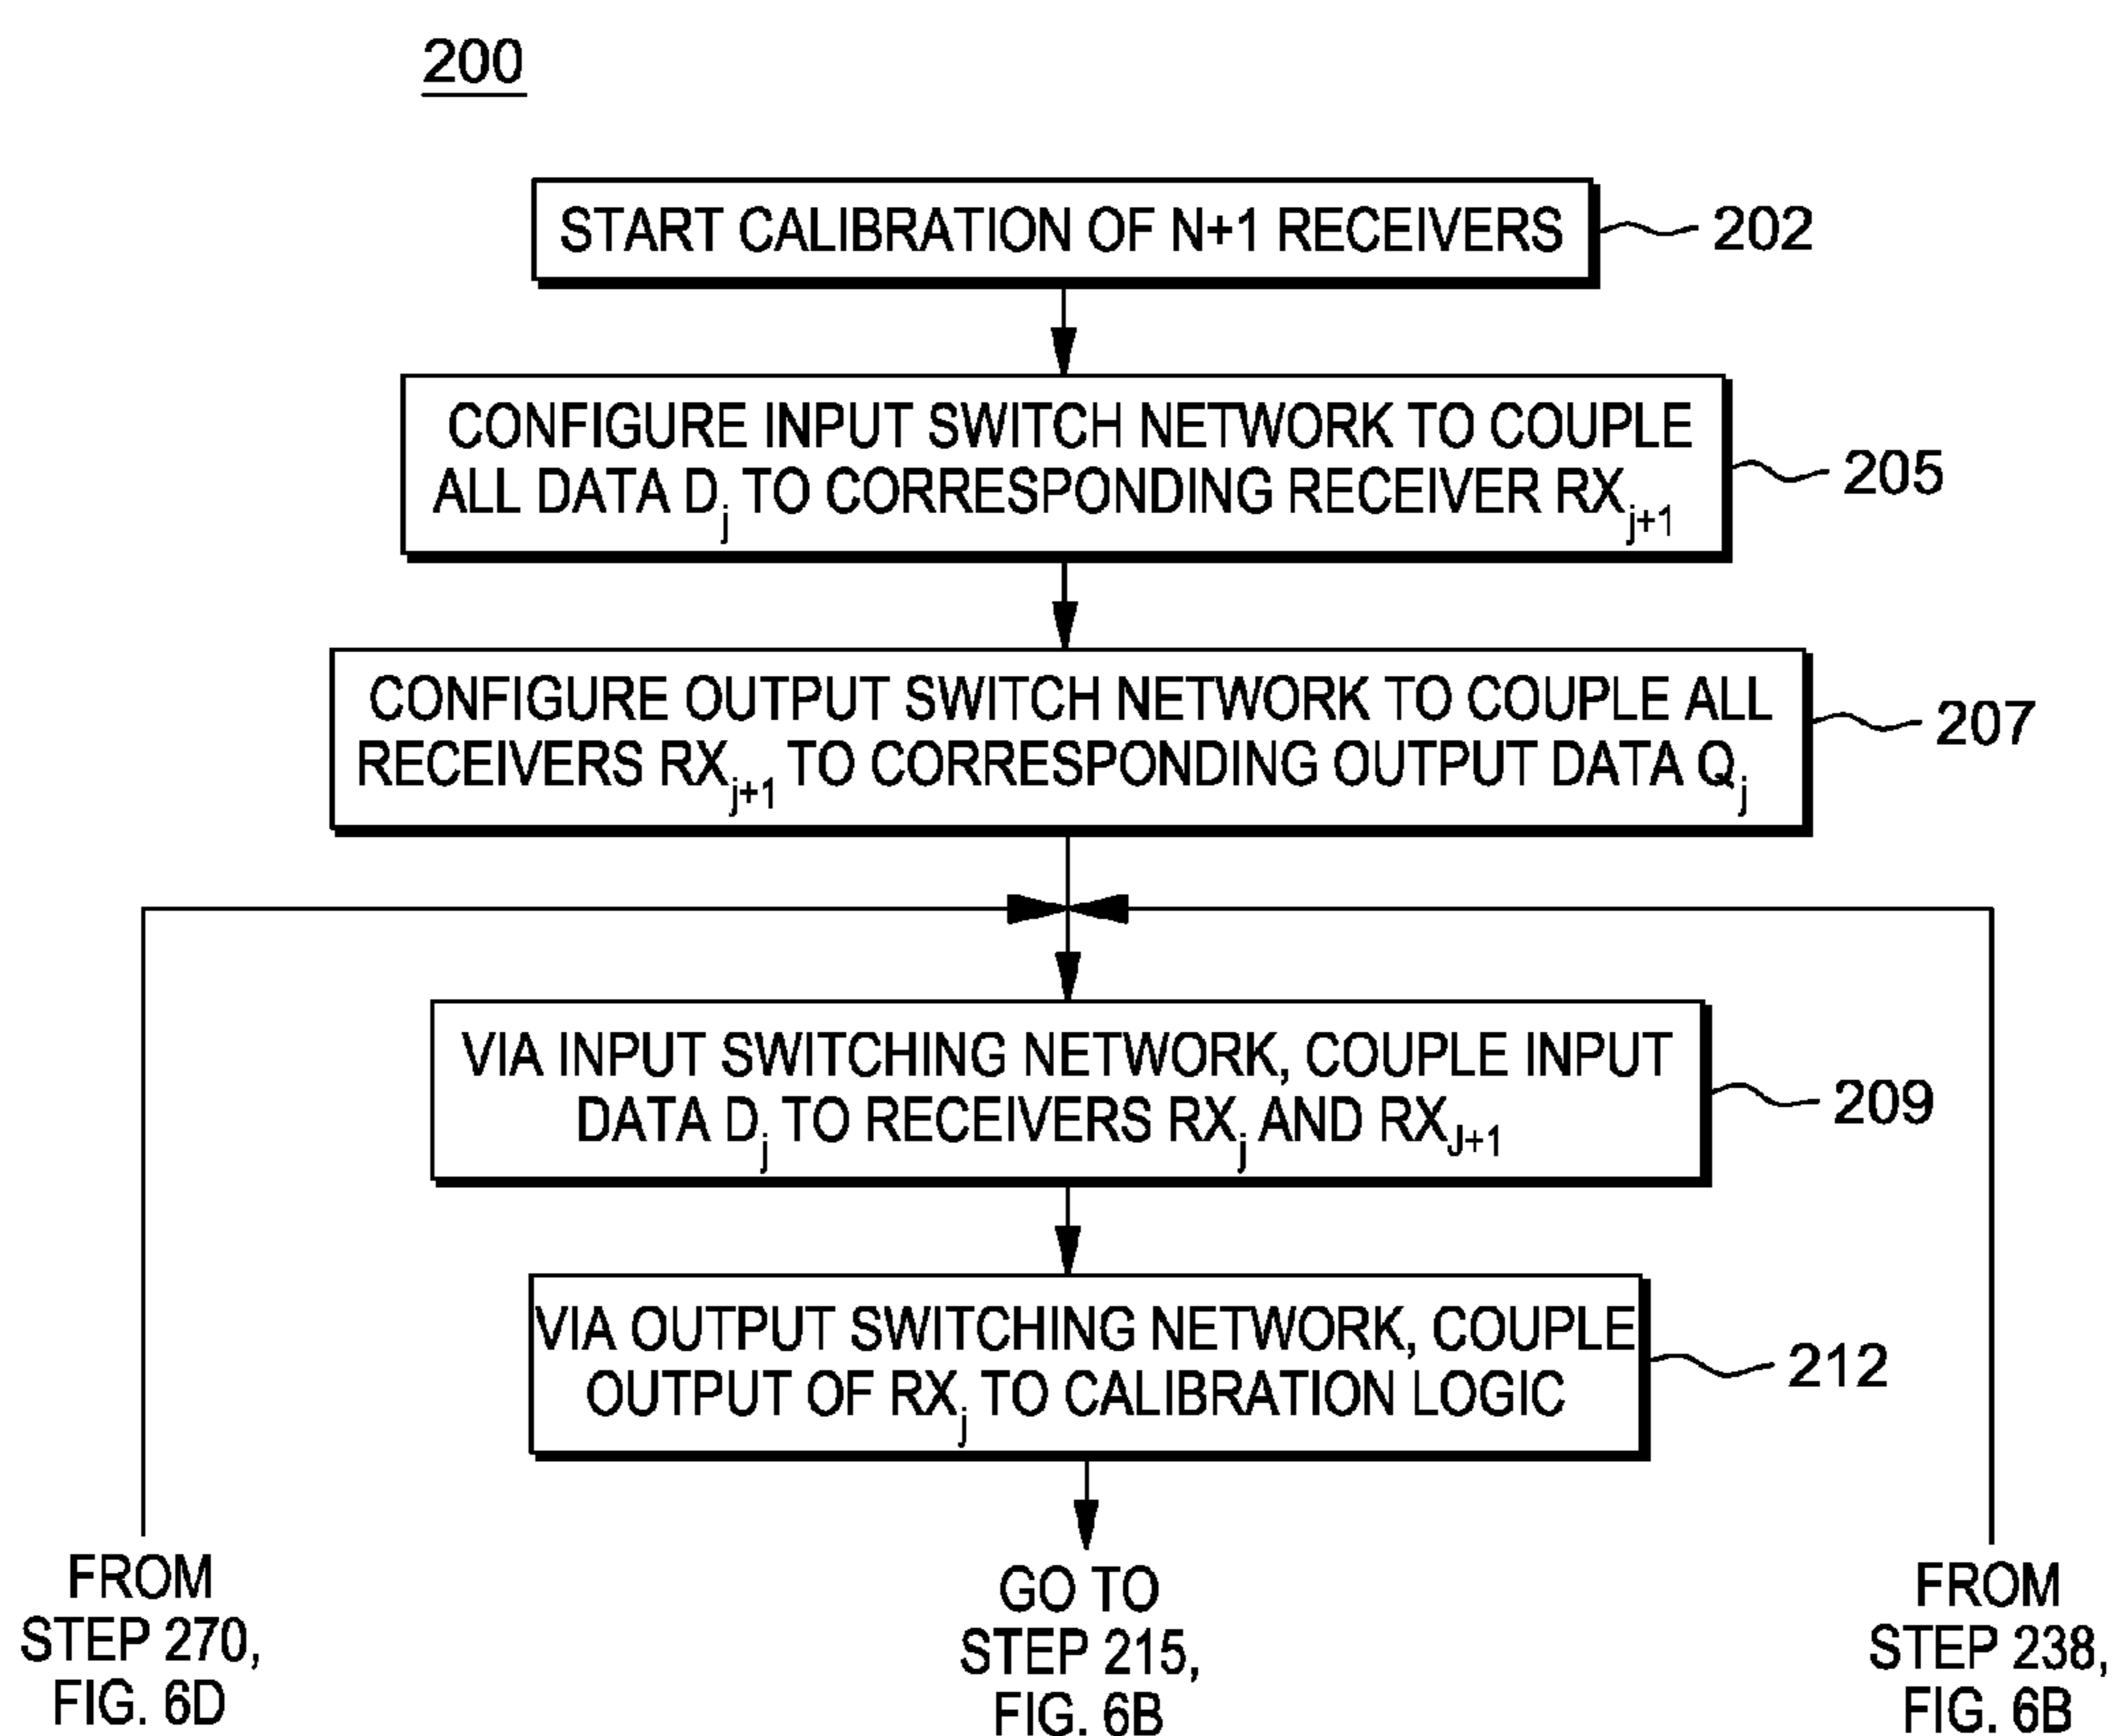 200
START CALIBRATION OF N+1 RECEIVERS
202
CONFIGURE INPUT SWITCH NETWORK TO COUPLE
ALL DATA Dj TO CORRESPONDING RECEIVER RXj+1
205
CONFIGURE OUTPUT SWITCH NETWORK TO COUPLE ALL
RECEIVERS RXj+1 TO CORRESPONDING OUTPUT DATA Qj
207
VIA INPUT SWITCHING NETWORK, COUPLE INPUT
DATA Dj TO RECEIVERS RXj AND RXJ+1
209
VIA OUTPUT SWITCHING NETWORK, COUPLE
OUTPUT OF RXj TO CALIBRATION LOGIC
212
FROM
STEP 270,
FIG. 6D
GO TO
STEP 215,
FIG. 6B
FROM
STEP 238,
FIG. 6B